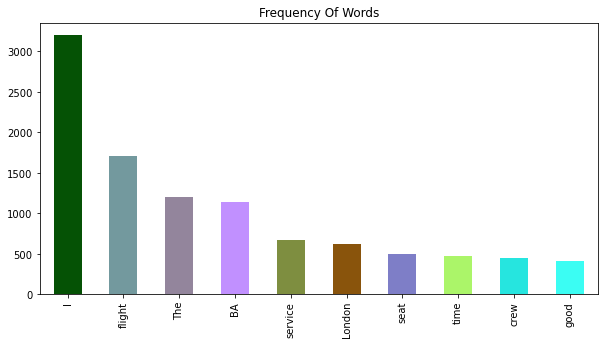 Frequency Of Words
3000
2500
2000
1500
1000
500
0
I
flight
The
BA
service
London
seat
time
crew
good